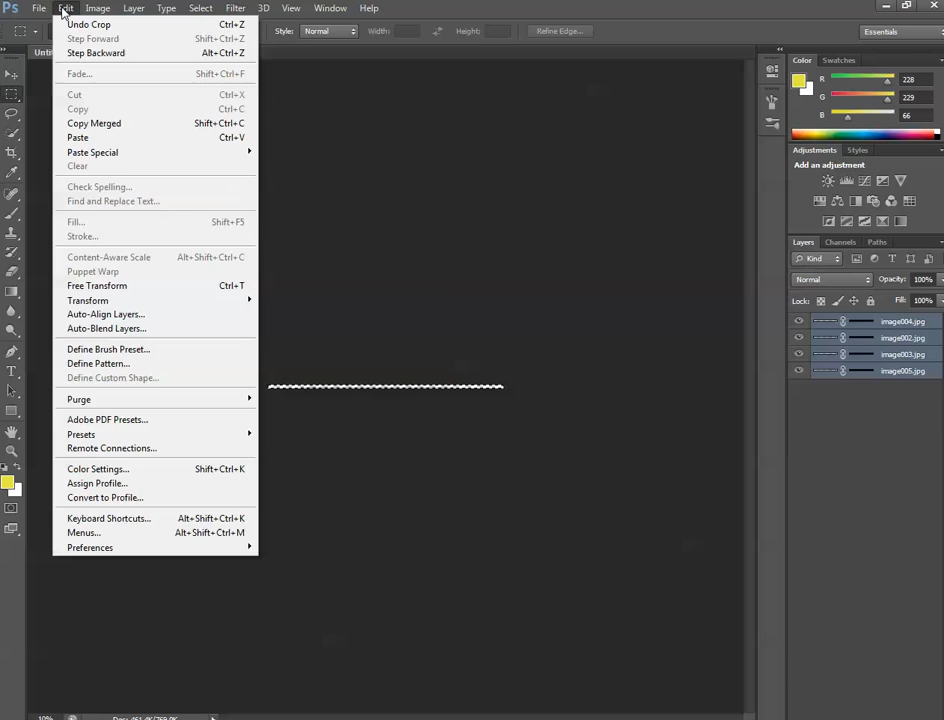 Ps File Edit Image Layer Type Select Filter 3D View Window Help
Style: Normal Width: Height: Refine Edge... Essentials
Undo Crop Ctrl+Z
Step Forward Shift+Ctrl+Z
Step Backward Alt+Ctrl+Z
Fade... Shift+Ctrl+F
Cut Ctrl+X
Copy Ctrl+C
Copy Merged Shift+Ctrl+C
Paste Ctrl+V
Paste Special
Clear
Check Spelling...
Find and Replace Text...
Fill... Shift+F5
Stroke...
Content-Aware Scale Alt+Shift+Ctrl+C
Puppet Warp
Free Transform Ctrl+T
Transform
Auto-Align Layers...
Auto-Blend Layers...
Define Brush Preset...
Define Pattern...
Define Custom Shape...
Purge
Adobe PDF Presets...
Presets
Remote Connections...
Color Settings... Shift+Ctrl+K
Assign Profile...
Convert to Profile...
Keyboard Shortcuts... Alt+Shift+Ctrl+K
Menus... Alt+Shift+Ctrl+M
Preferences
Color Swatches
R 228
G 229
B 66
Adjustments Styles
Add an adjustment
Layers Channels Paths
Kind
Normal Opacity: 100%
Lock: Fill: 100%
image004.jpg
image002.jpg
image003.jpg
image005.jpg
10% Doc: 461.4K/769.0K